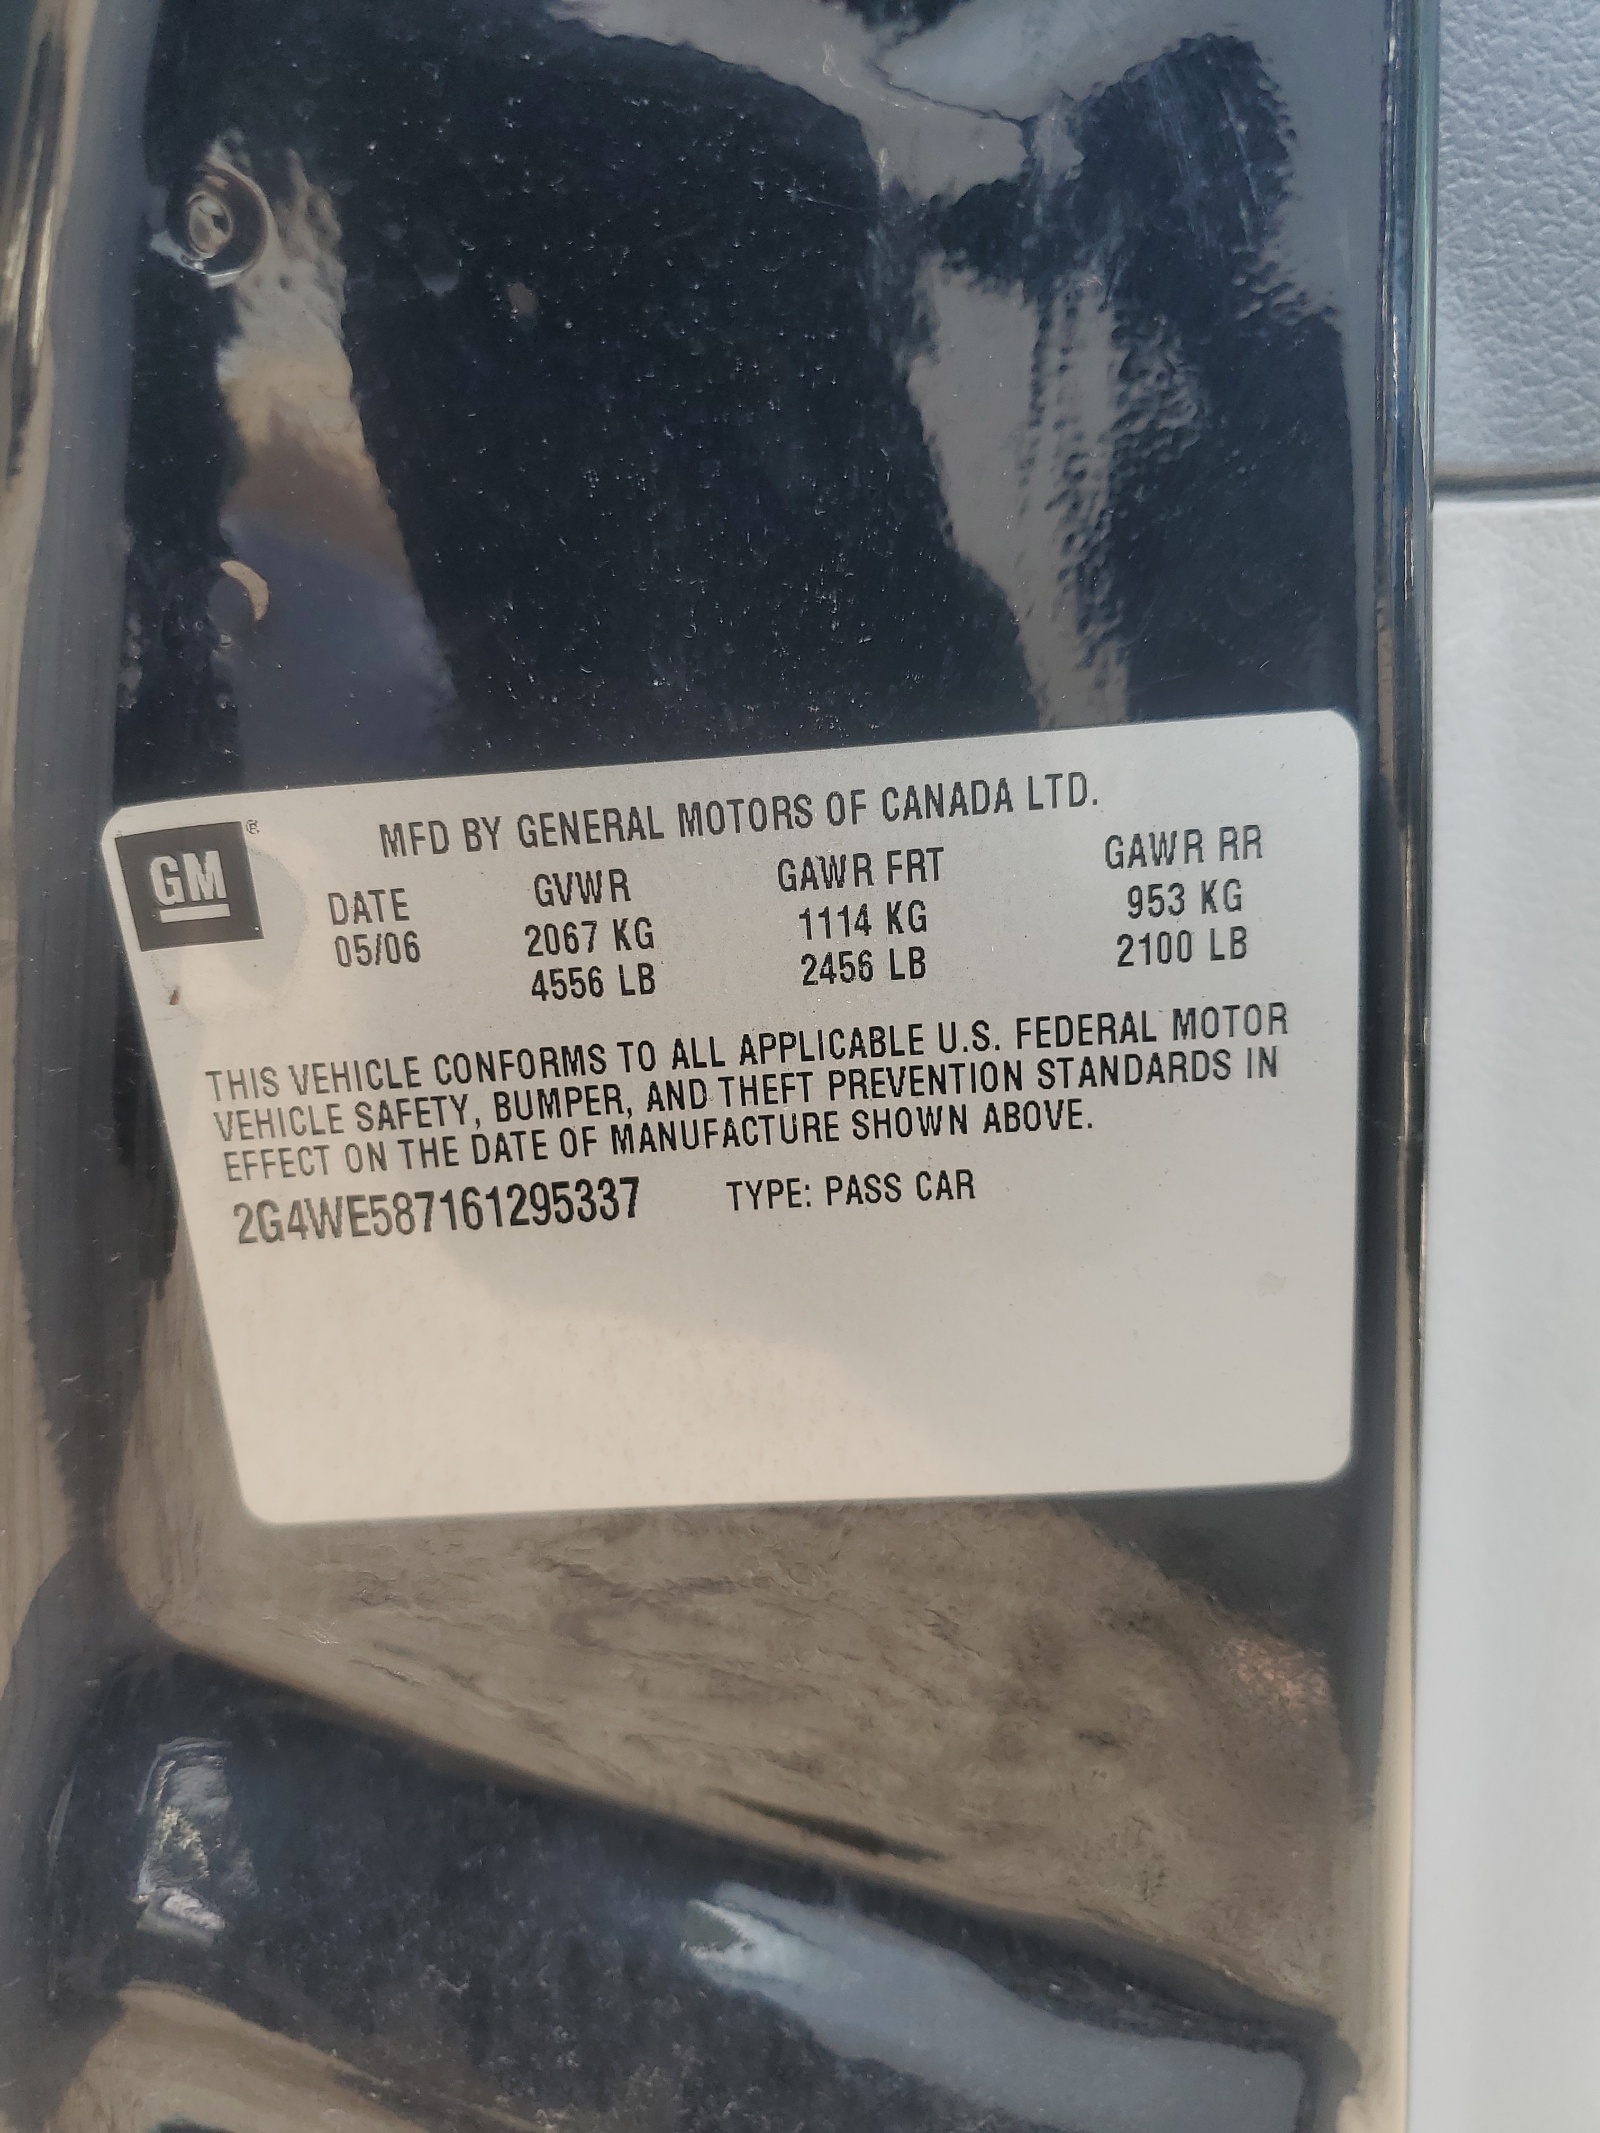 MFD BY GENERAL MOTORS OF CANADA LTD.
GM ®
DATE GVWR GAWR FRT GAWR RR
05/06 2067 KG 1114 KG 953 KG
4556 LB 2456 LB 2100 LB
THIS VEHICLE CONFORMS TO ALL APPLICABLE U.S. FEDERAL MOTOR
VEHICLE SAFETY, BUMPER, AND THEFT PREVENTION STANDARDS IN
EFFECT ON THE DATE OF MANUFACTURE SHOWN ABOVE.
2G4WE587161295337 TYPE: PASS CAR